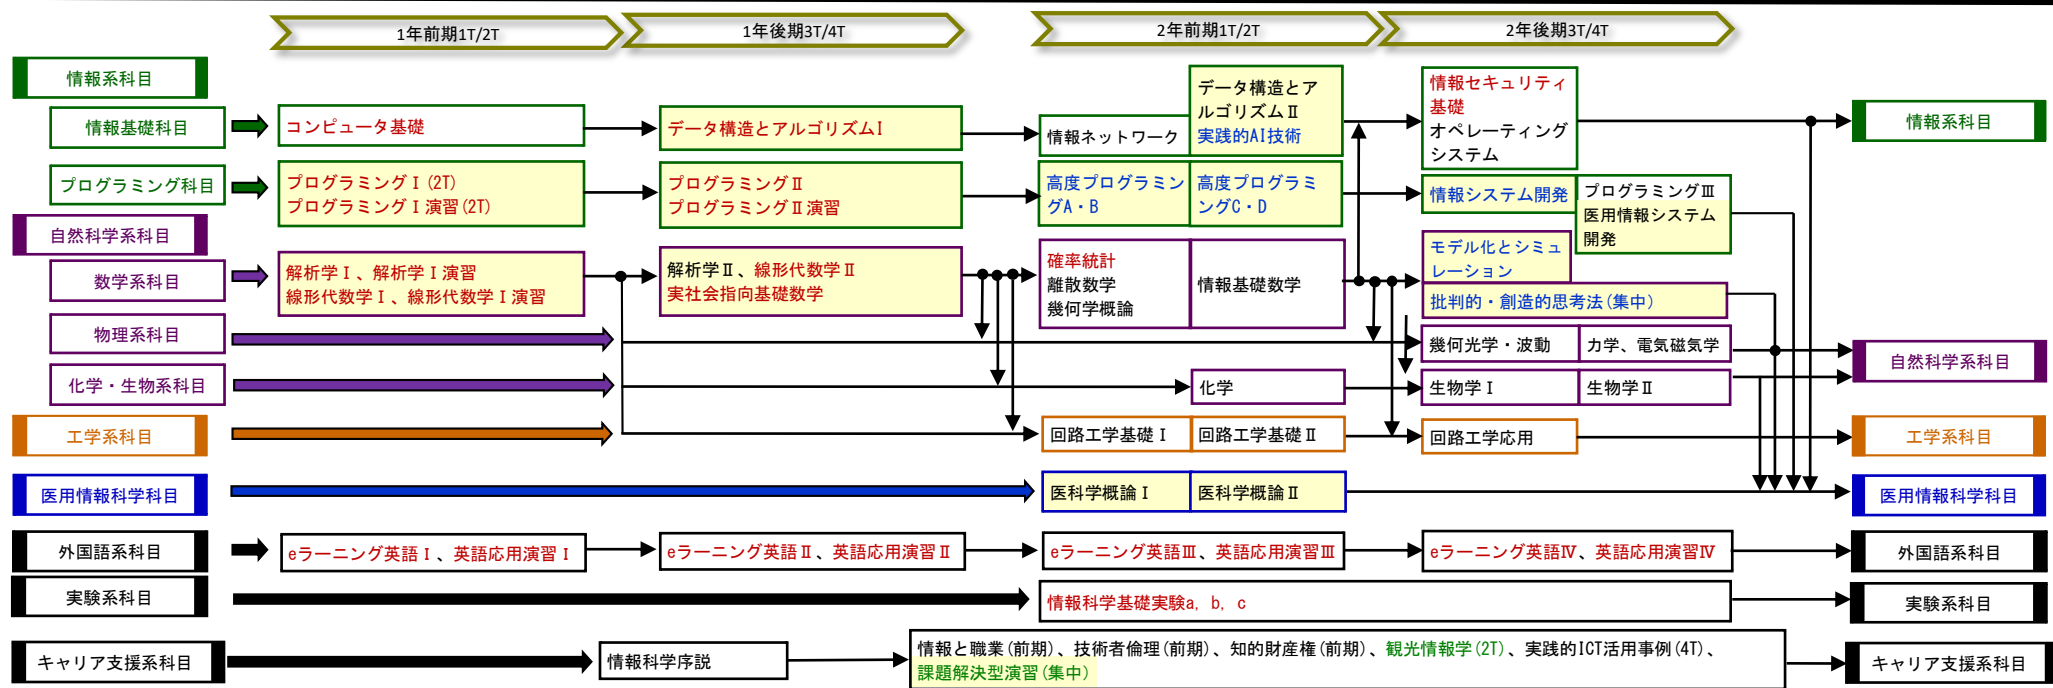 1年前期1T/2T
1年後期3T/4T
2年前期1T/2T
2年後期3T/4T
情報系科目
情報基礎科目
コンピュータ基礎
データ構造とアルゴリズムI
情報ネットワーク
データ構造とア
ルゴリズムⅡ
実践的AI技術
情報セキュリティ
基礎
オペレーティング
システム
情報系科目
プログラミング科目
プログラミングⅠ(2T)
プログラミングⅠ演習(2T)
プログラミングⅡ
プログラミングⅡ演習
高度プログラミン
グA・B
高度プログラミ
ングC・D
情報システム開発
プログラミングⅢ
医用情報システム
開発
自然科学系科目
数学系科目
解析学Ⅰ、解析学Ⅰ演習
線形代数学Ⅰ、線形代数学Ⅰ演習
解析学Ⅱ、線形代数学Ⅱ
実社会指向基礎数学
確率統計
離散数学
幾何学概論
情報基礎数学
モデル化とシミュ
レーション
批判的・創造的思考法(集中)
物理系科目
幾何光学・波動
力学、電気磁気学
自然科学系科目
化学・生物系科目
化学
生物学Ⅰ
生物学Ⅱ
工学系科目
回路工学基礎Ⅰ
回路工学基礎Ⅱ
回路工学応用
工学系科目
医用情報科学科目
医科学概論Ⅰ
医科学概論Ⅱ
医用情報科学科目
外国語系科目
eラーニング英語Ⅰ、英語応用演習Ⅰ
eラーニング英語Ⅱ、英語応用演習Ⅱ
eラーニング英語Ⅲ、英語応用演習Ⅲ
eラーニング英語Ⅳ、英語応用演習Ⅳ
外国語系科目
実験系科目
情報科学基礎実験a, b, c
実験系科目
キャリア支援系科目
情報科学序説
情報と職業(前期)、技術者倫理(前期)、知的財産権(前期)、観光情報学(2T)、実践的ICT活用事例(4T)、
課題解決型演習(集中)
キャリア支援系科目